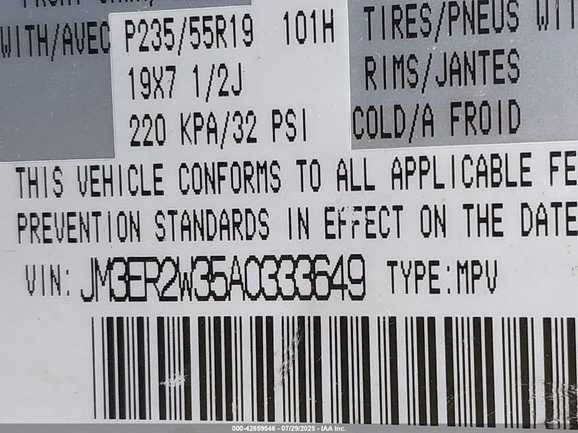 WITH/AVEC P235/55R19 101H TIRES/PNEUS WIT
19X7 1/2J RIMS/JANTES
220 KPA/32 PSI COLD/A FROID
THIS VEHICLE CONFORMS TO ALL APPLICABLE FE
PREVENTION STANDARDS IN EFFECT ON THE DATE
VIN: JM3ER2W35A0333649 TYPE:MPV
000-42859546 - 07/29/2025 - IAA Inc.